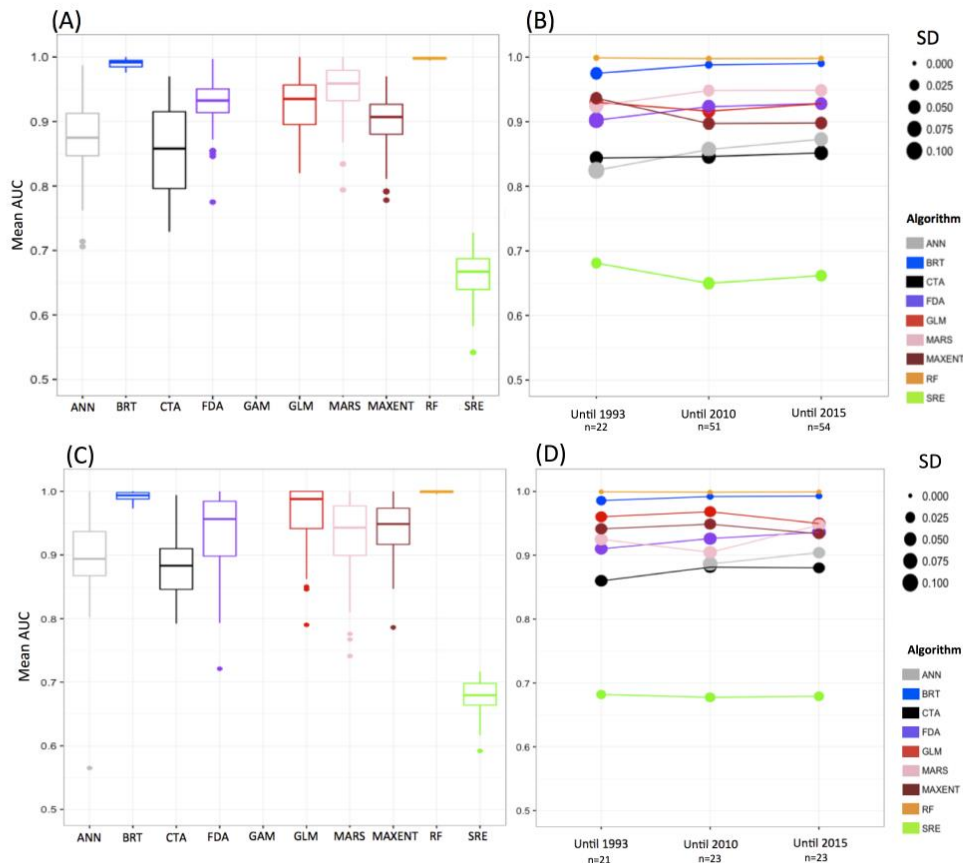 (A)
Mean AUC
1.0
0.9
0.8
0.7
0.6
0.5
ANN BRT CTA FDA GAM GLM MARS MAXENT RF SRE
(B)
1.0
0.9
0.8
0.7
0.6
0.5
Until 1993 Until 2010 Until 2015
n=22 n=51 n=54
SD
0.000
0.025
0.050
0.075
0.100
Algorithm
ANN
BRT
CTA
FDA
GLM
MARS
MAXENT
RF
SRE
(C)
Mean AUC
1.0
0.9
0.8
0.7
0.6
0.5
ANN BRT CTA FDA GAM GLM MARS MAXENT RF SRE
(D)
1.0
0.9
0.8
0.7
0.6
0.5
Until 1993 Until 2010 Until 2015
n=21 n=23 n=23
SD
0.000
0.025
0.050
0.075
0.100
Algorithm
ANN
BRT
CTA
FDA
GLM
MARS
MAXENT
RF
SRE